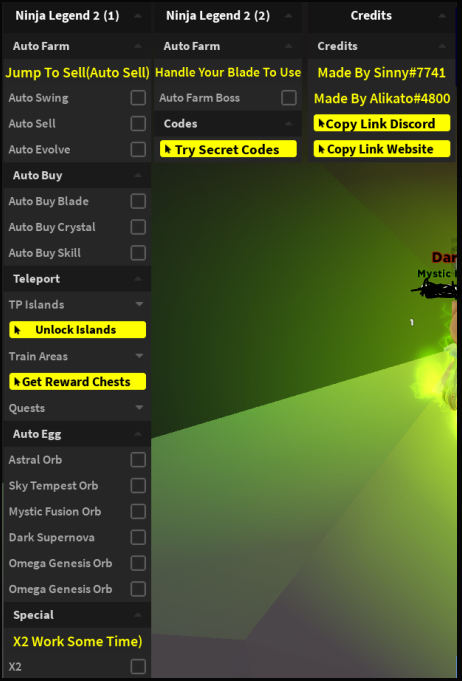 Ninja Legend 2 (1)
Auto Farm
Jump To Sell(Auto Sell)
Auto Swing
Auto Sell
Auto Evolve
Auto Buy
Auto Buy Blade
Auto Buy Crystal
Auto Buy Skill
Teleport
TP Islands
Unlock Islands
Train Areas
Get Reward Chests
Quests
Auto Egg
Astral Orb
Sky Tempest Orb
Mystic Fusion Orb
Dark Supernova
Omega Genesis Orb
Omega Genesis Orb
Special
X2 Work Some Time)
X2
Ninja Legend 2 (2)
Auto Farm
Handle Your Blade To Use
Auto Farm Boss
Codes
Try Secret Codes
Credits
Credits
Made By Sinny#7741
Made By Alikato#4800
Copy Link Discord
Copy Link Website
Dar
Mystic
1